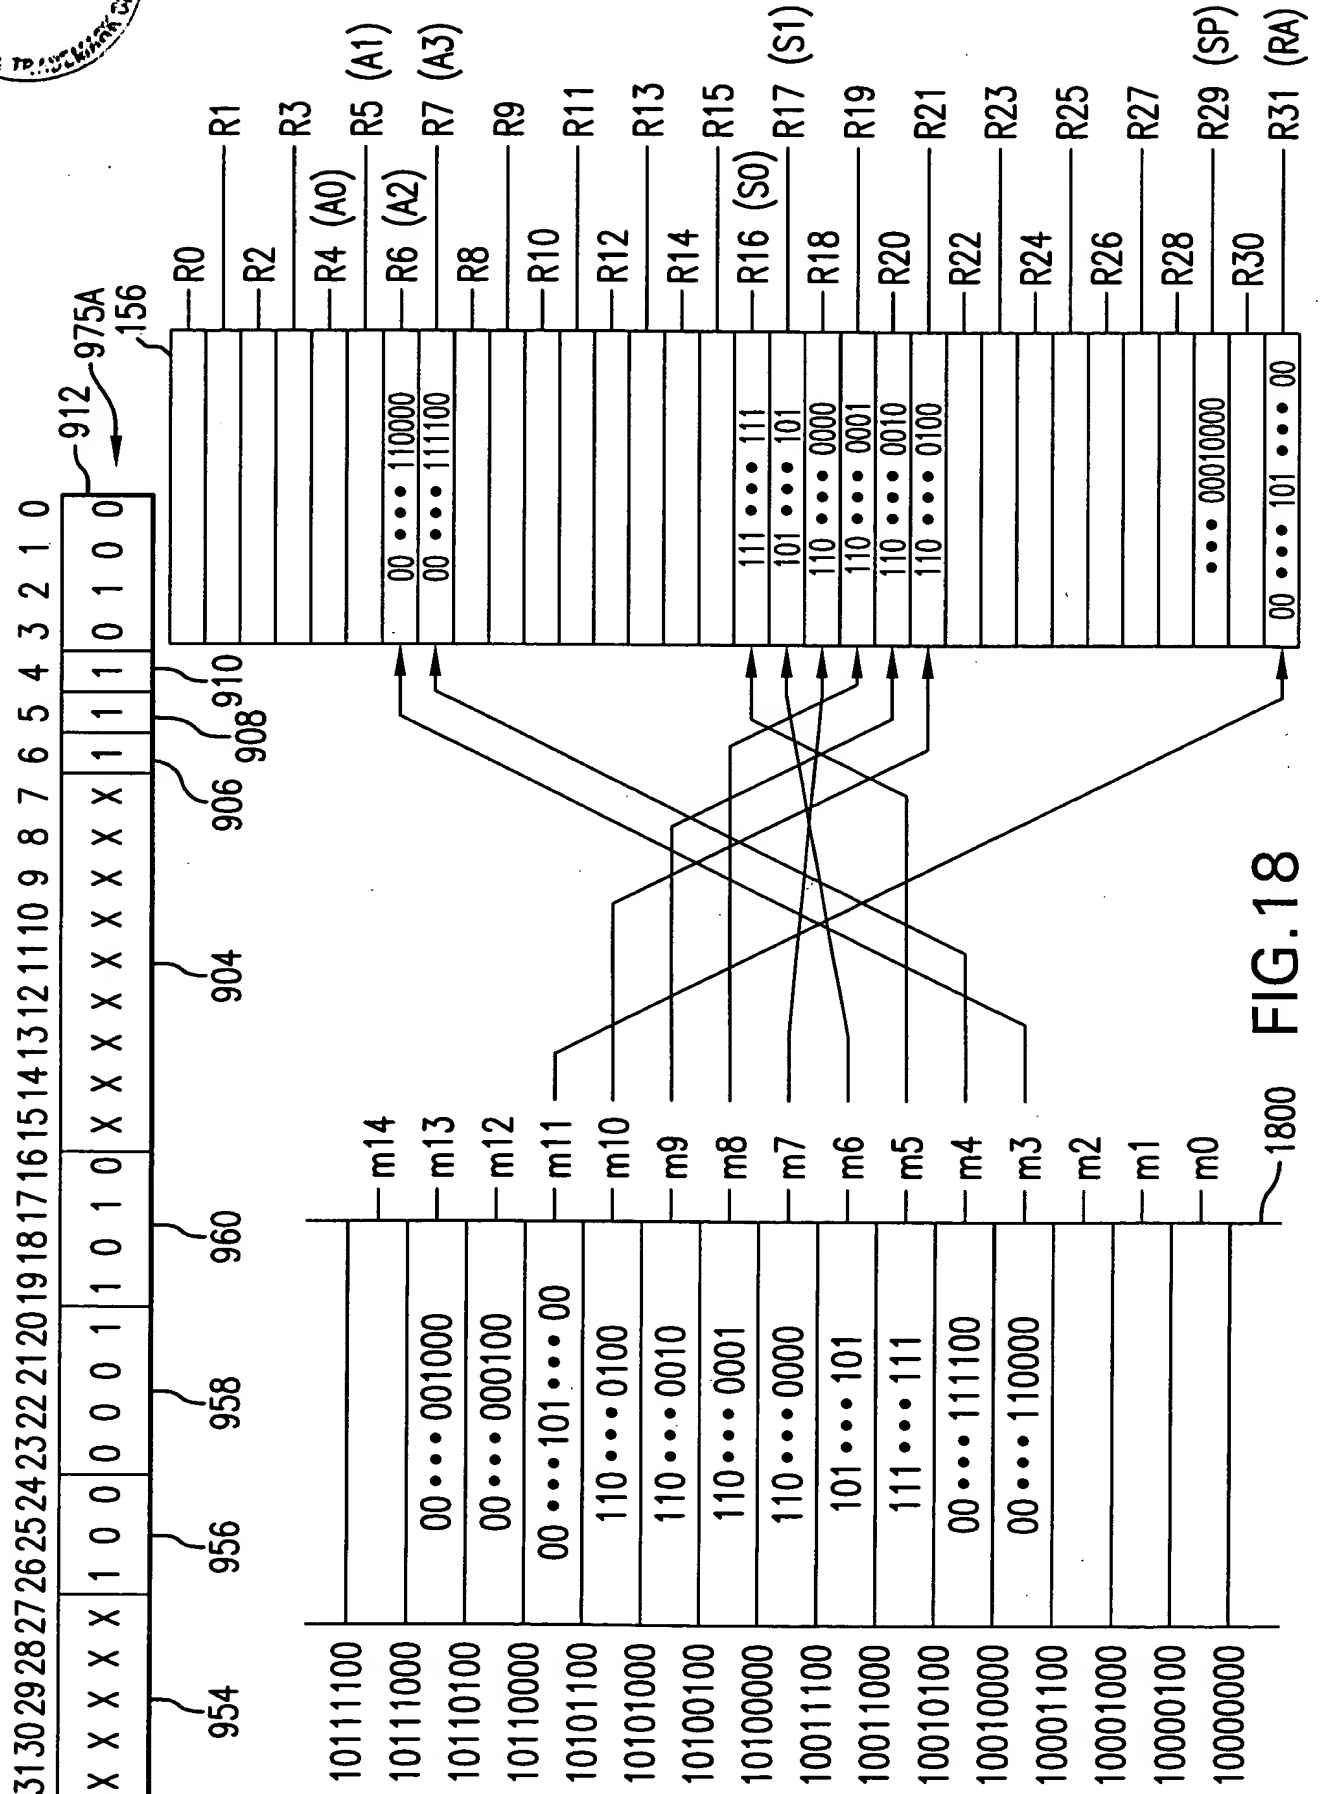 31 30 29 28 27 26 25 24 23 22 21 20 19 18 17 16 15 14 13 12 11 10 9 8 7 6 5 4 3 2 1 0
X X X X X 1 0 0 0 0 0 1 1 0 1 0 X X X X X X X X X 1 1 1 0 1 0 0
912
975A
954 956 958 960 904 906 908 910
156
10111100 m14
10111000 00 •••• 001000 m13
10110100 00 •••• 000100 m12
10110000 00 •••• 101 •••• 00 m11
10101100 110 •••• 0100 m10
10101000 110 •••• 0010 m9
10100100 110 •••• 0001 m8
10100000 110 •••• 0000 m7
10011100 101 •••• 101 m6
10011000 111 •••• 111 m5
10010100 00 •••• 111100 m4
10010000 00 •••• 110000 m3
10001100 m2
10001000 m1
10000100 m0
10000000
1800
R0
R1
R2
R3
R4 (A0)
R5 (A1)
00 •••• 110000 R6 (A2)
00 •••• 111100 R7 (A3)
R8
R9
R10
R11
R12
R13
R14
R15
111 •••• 111 R16 (S0)
101 •••• 101 R17 (S1)
110 •••• 0000 R18
110 •••• 0001 R19
110 •••• 0010 R20
110 •••• 0100 R21
R22
R23
R24
R25
R26
R27
R28
•••• 00010000 R29 (SP)
R30
00 •••• 101 •••• 00 R31 (RA)
FIG.18